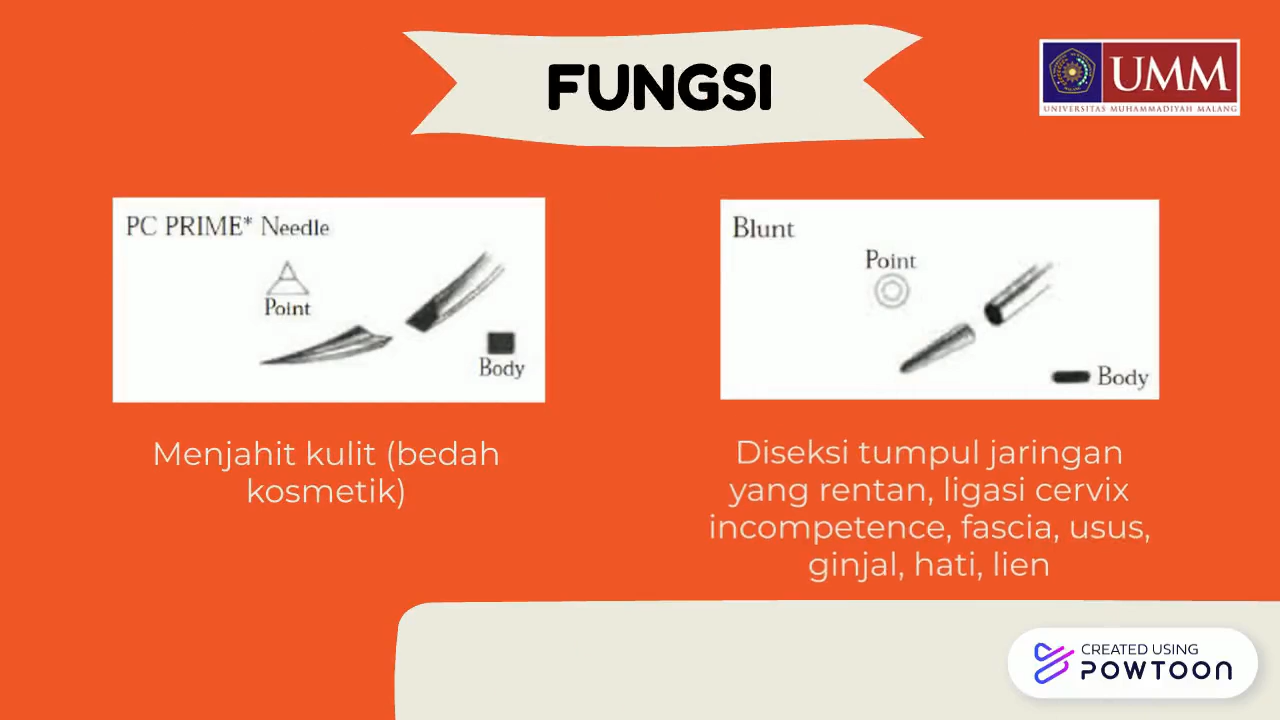 FUNGSI
UMM
UNIVERSITAS MUHAMMADIYAH MALANG
PC PRIME* Needle
Point
Body
Menjahit kulit (bedah
kosmetik)
Blunt
Point
Body
Diseksi tumpul jaringan
yang rentan, ligasi cervix
incompetence, fascia, usus,
ginjal, hati, lien
CREATED USING
POWTOON